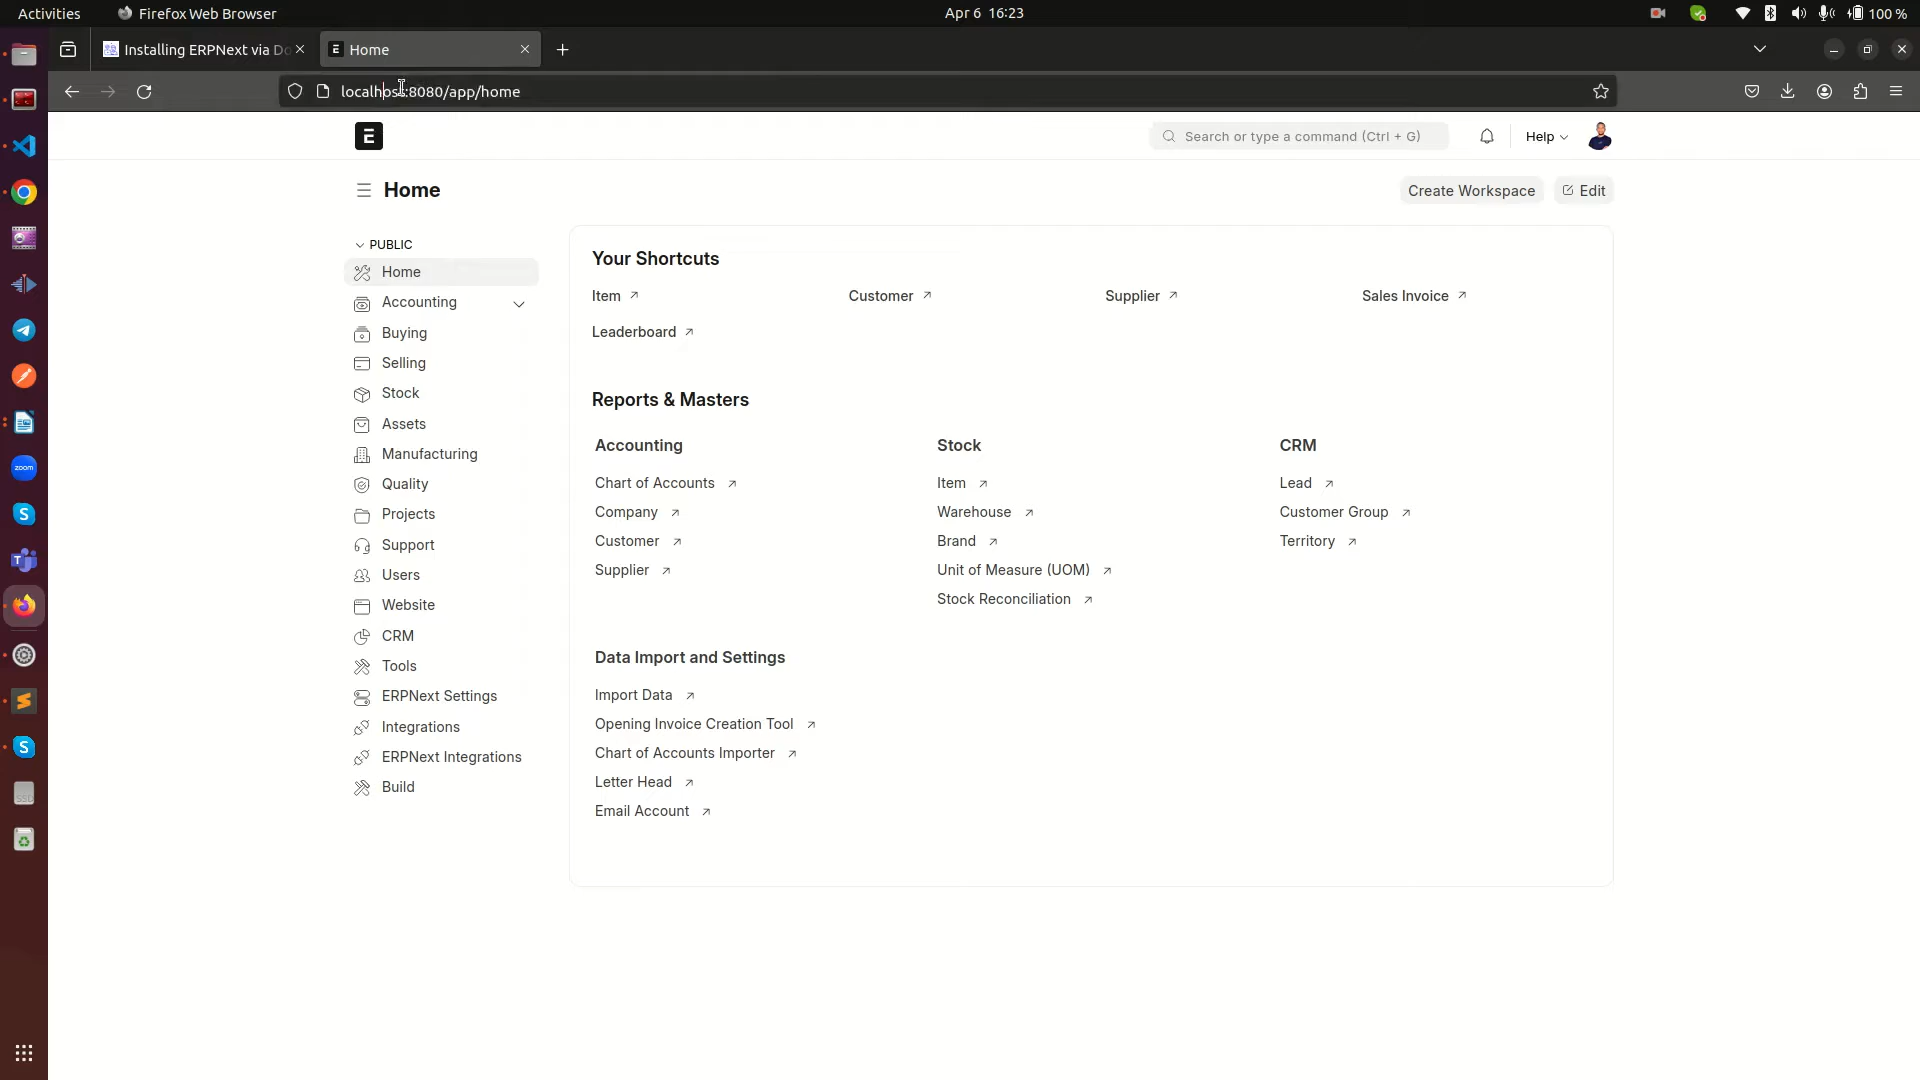 Activities
Firefox Web Browser
Apr 6 16:23
100 %
Installing ERPNext via Do
E Home
localhost:8080/app/home
E
Search or type a command (Ctrl + G)
Help
Home
Create Workspace
Edit
PUBLIC
Home
Accounting
Buying
Selling
Stock
Assets
Manufacturing
Quality
Projects
Support
Users
Website
CRM
Tools
ERPNext Settings
Integrations
ERPNext Integrations
Build
Your Shortcuts
Item
Customer
Supplier
Sales Invoice
Leaderboard
Reports & Masters
Accounting
Chart of Accounts
Company
Customer
Supplier
Stock
Item
Warehouse
Brand
Unit of Measure (UOM)
Stock Reconciliation
CRM
Lead
Customer Group
Territory
Data Import and Settings
Import Data
Opening Invoice Creation Tool
Chart of Accounts Importer
Letter Head
Email Account
zoom
S
T
S
S
SSD